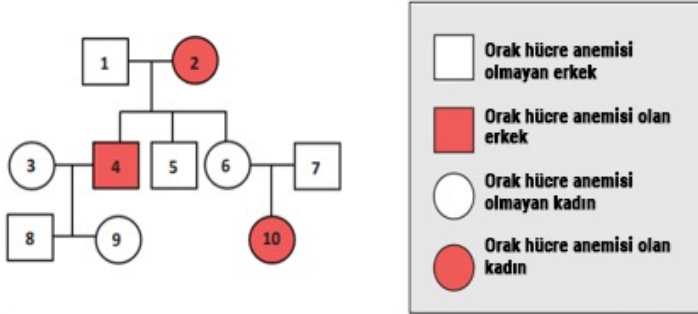 1
2
3
4
5
6
7
8
9
10
Orak hücre anemisi
olmayan erkek
Orak hücre anemisi olan
erkek
Orak hücre anemisi
olmayan kadın
Orak hücre anemisi olan
kadın